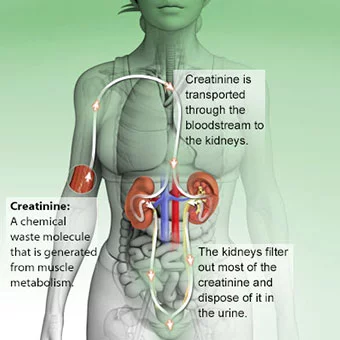 Creatinine is
transported
through the
bloodstream to
the kidneys.
Creatinine:
A chemical
waste molecule
that is generated
from muscle
metabolism.
The kidneys filter
out most of the
creatinine and
dispose of it in
the urine.